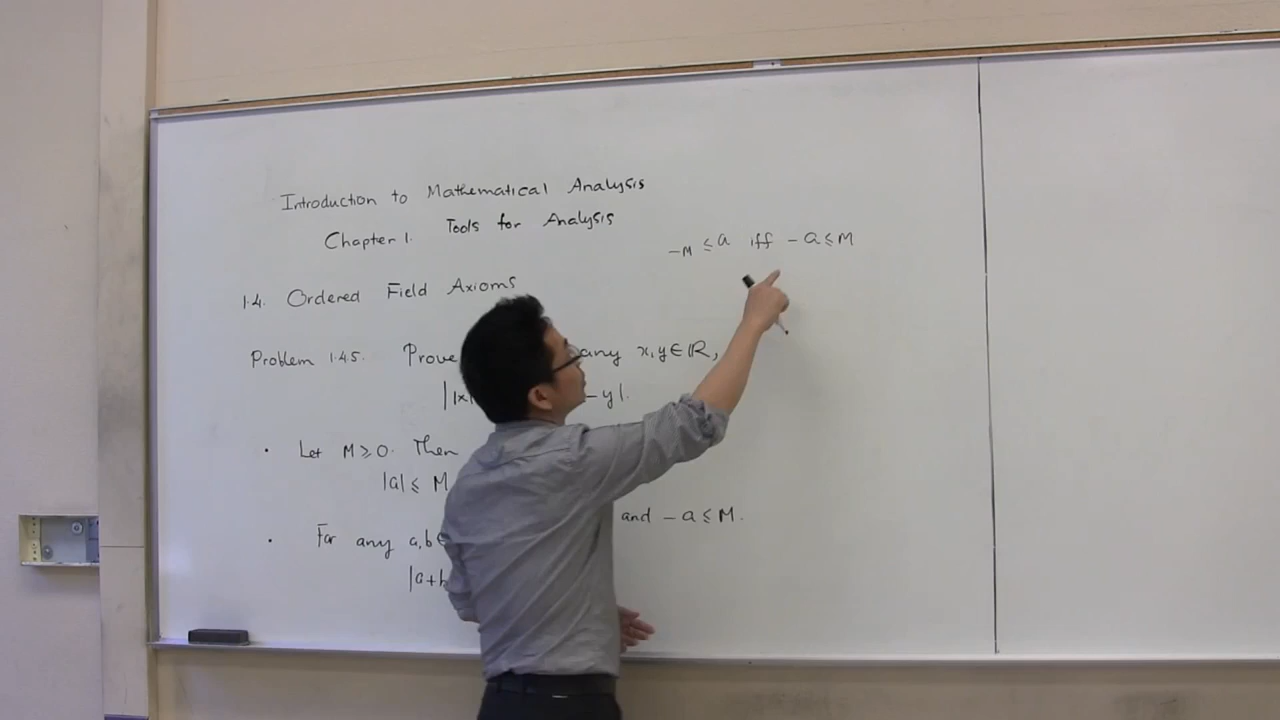 Introduction to Mathematical Analysis
Chapter 1. Tools for Analysis
-M ≤ a iff - a ≤ M
1.4. Ordered Field Axioms
Problem 1.4.5. Prove any x, y ∈ ℝ,
||x| - y|.
• Let M ≥ 0. Then
|a| ≤ M
and - a ≤ M.
• For any a, b ∈
|a+b